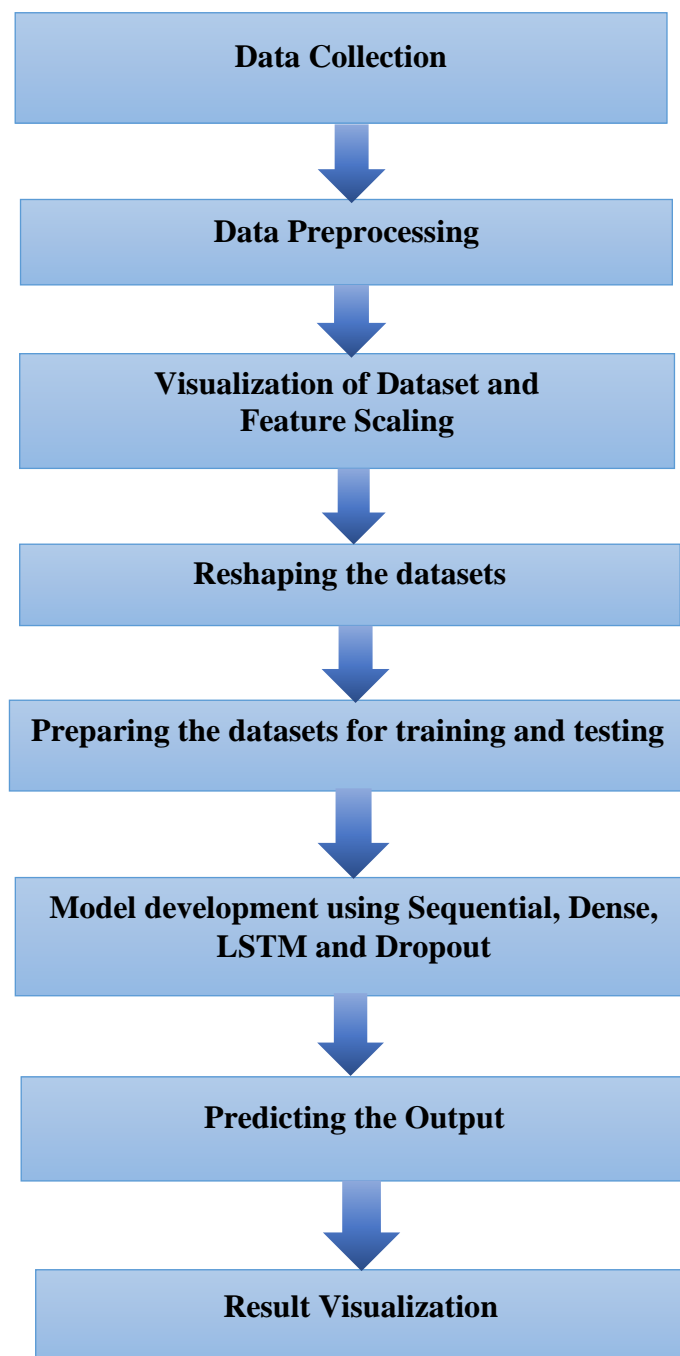 Data Collection
Data Preprocessing
Visualization of Dataset and
Feature Scaling
Reshaping the datasets
Preparing the datasets for training and testing
Model development using Sequential, Dense,
LSTM and Dropout
Predicting the Output
Result Visualization